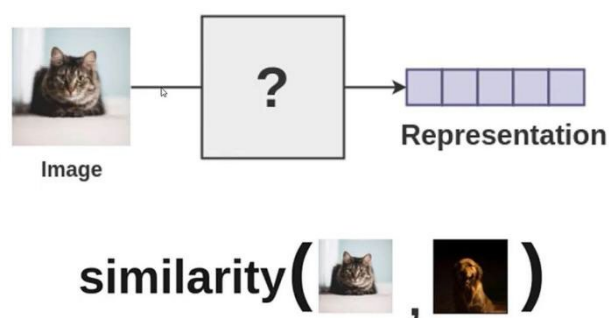 ?
Representation
Image
similarity( , )